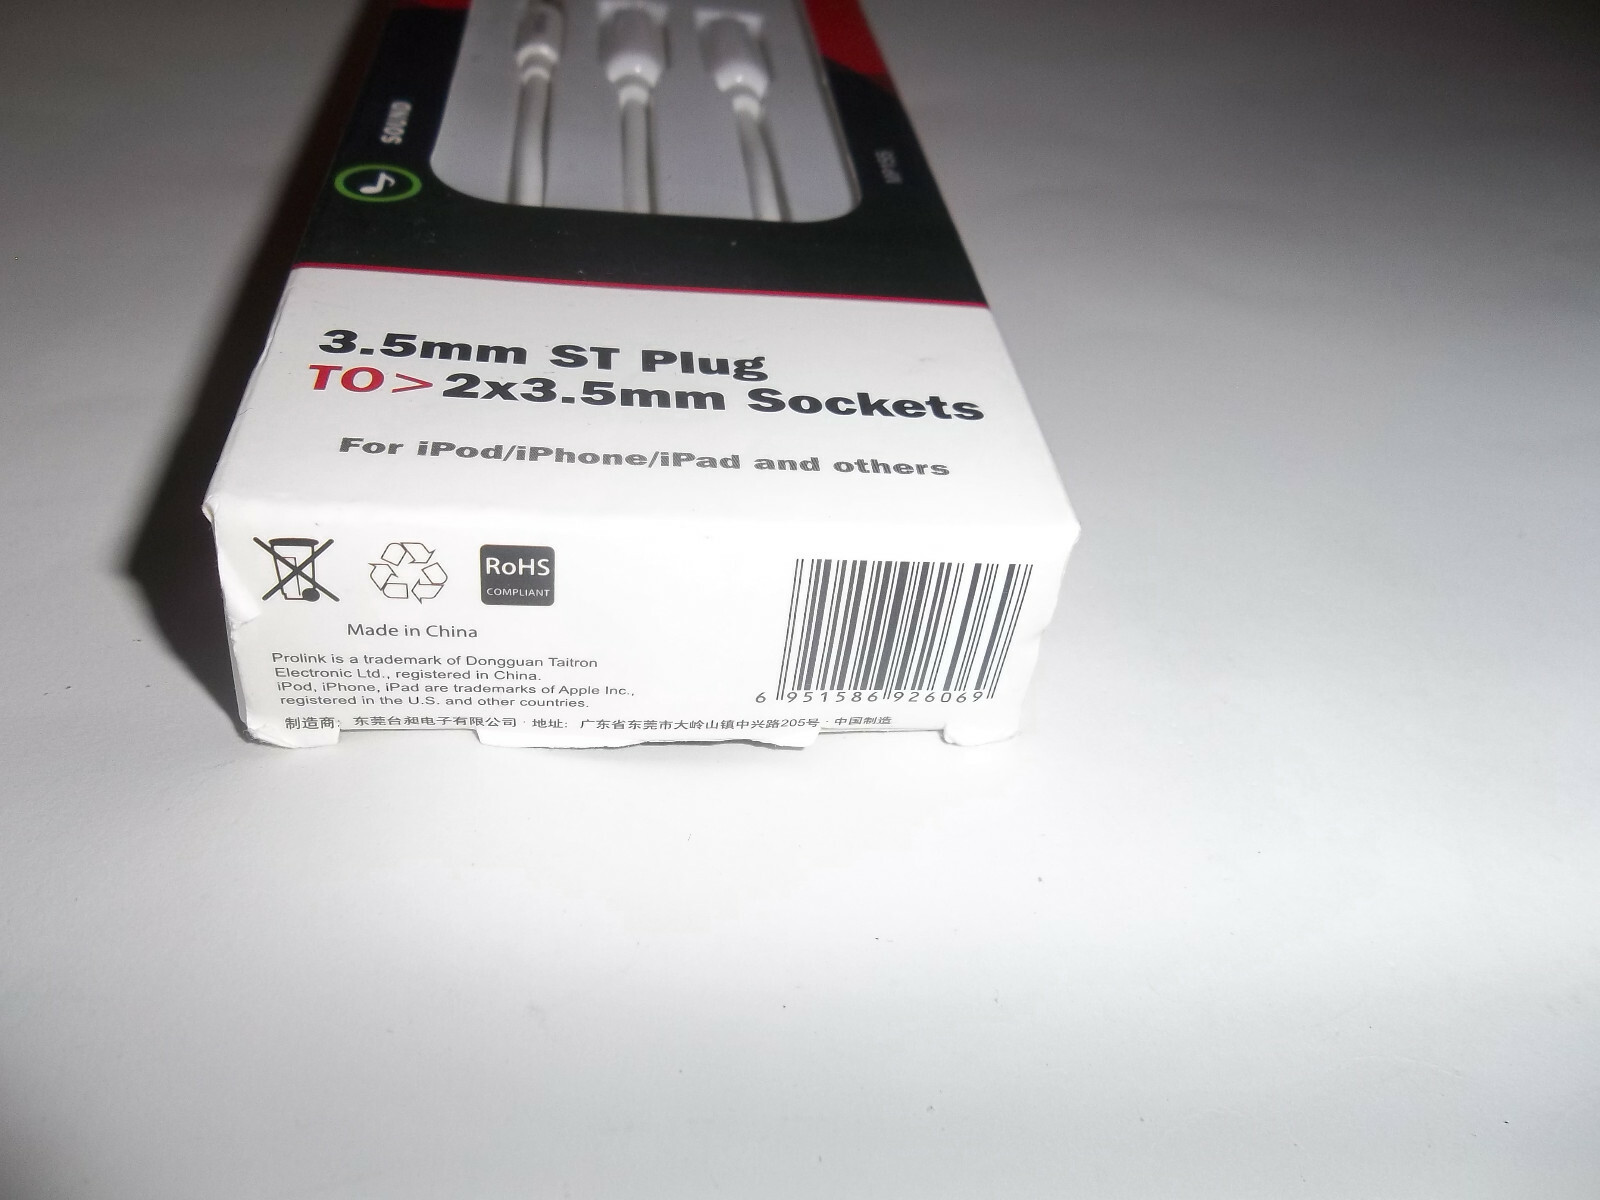 SOUND
3.5mm ST Plug
TO> 2x3.5mm Sockets
For iPod/iPhone/iPad and others
RoHS
COMPLIANT
Made in China
Prolink is a trademark of Dongguan Taitron
Electronic Ltd., registered in China.
iPod, iPhone, iPad are trademarks of Apple Inc.,
registered in the U.S. and other countries.
制造商: 东莞台和电子有限公司 · 地址: 广东省东莞市大岭山镇中兴路205号 · 中国制造
6 951586 926069